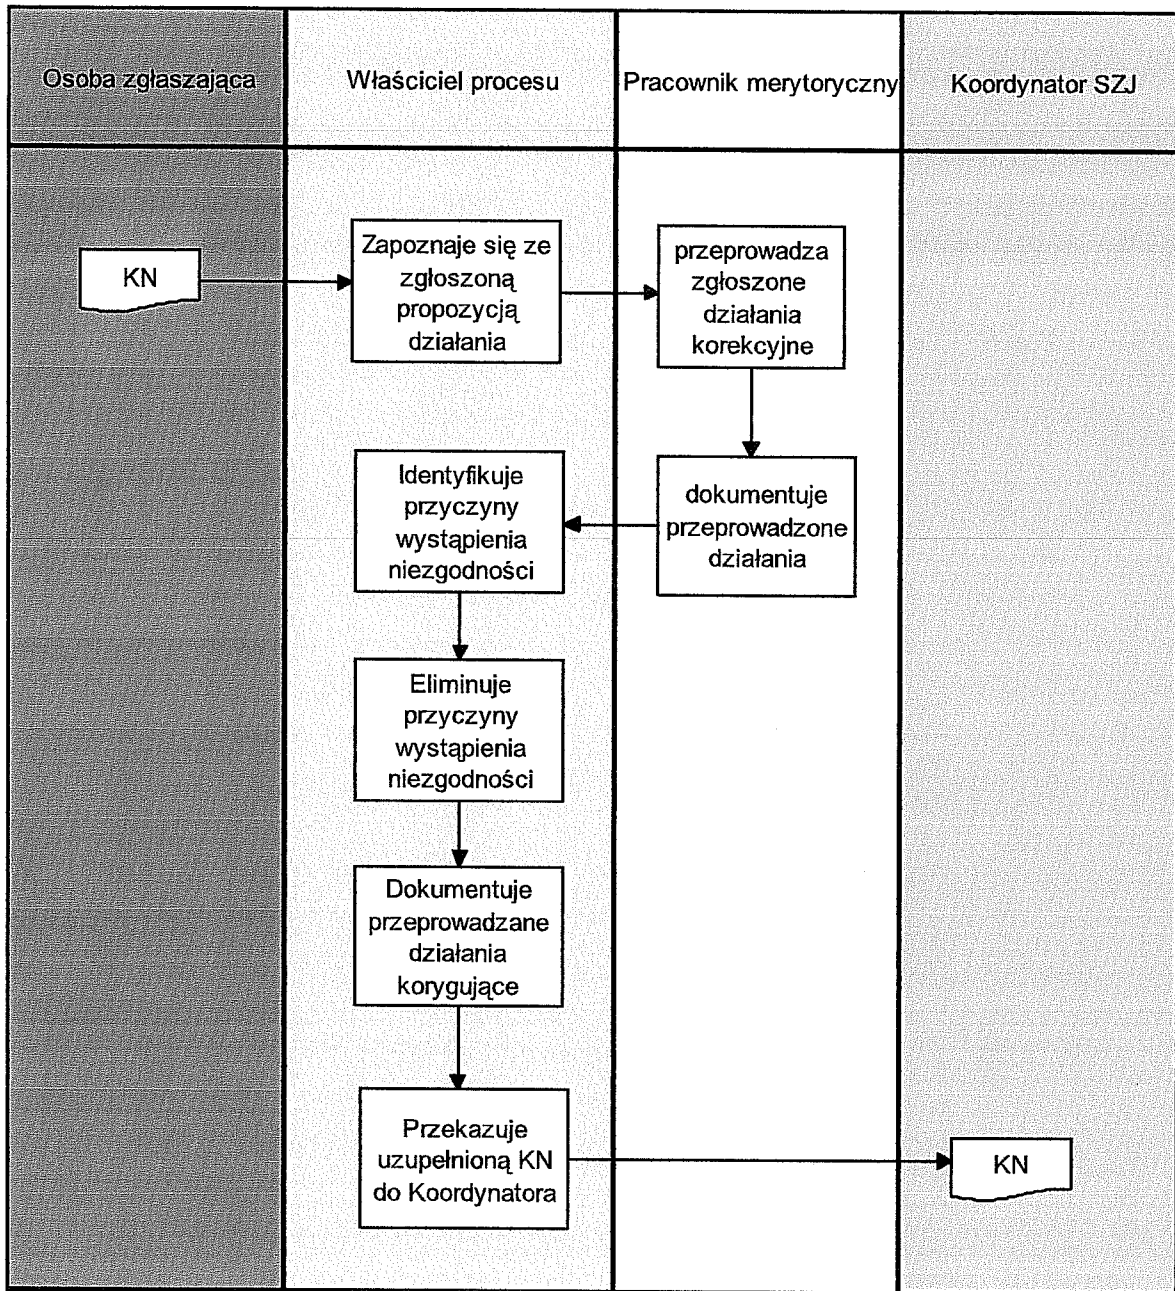 Osoba zgłaszająca
Właściciel procesu
Pracownik merytoryczny
Koordynator SZJ
KN
Zapoznaje się ze
zgłoszoną
propozycją
działania
przeprowadza
zgłoszone
działania
korekcyjne
dokumentuje
przeprowadzone
działania
Identyfikuje
przyczyny
wystąpienia
niezgodności
Eliminuje
przyczyny
wystąpienia
niezgodności
Dokumentuje
przeprowadzane
działania
korygujące
Przekazuje
uzupełnioną KN
do Koordynatora
KN